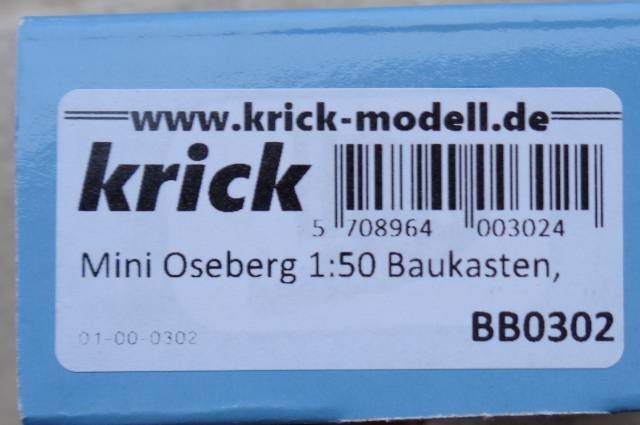 www.krick-modell.de
krick
5 708964 003024
Mini Oseberg 1:50 Baukasten,
BB0302
01-00-0302